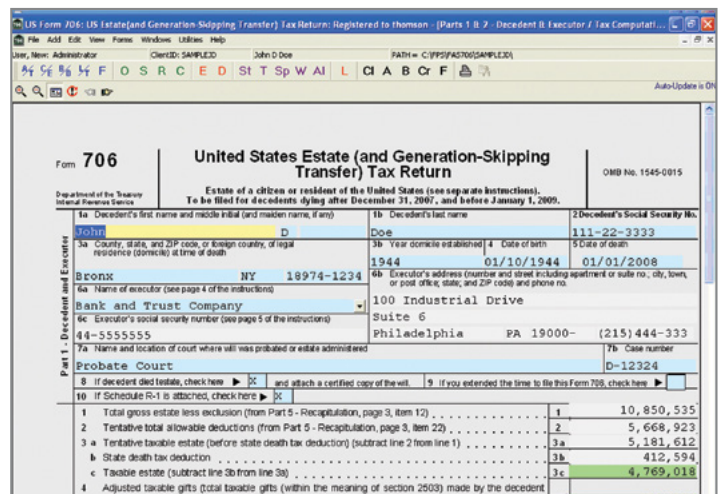 US Form 706: US Estate(and Generation-Skipping Transfer) Tax Return: Registered to thomson - [Parts 1 & 2 - Decedent & Executor / Tax Computati...
File Add Edit View Forms Windows Utilities Help
User, New: Administrator ClientID: SAMPLEJD John D Doe PATH = C:\FPS\FAS706\SAMPLEJD\
F O S R C E D St T Sp W Al L Cl A B Cr F
Auto-Update is ON
Form 706
United States Estate (and Generation-Skipping
Transfer) Tax Return
OMB No. 1545-0015
Department of the Treasury
Internal Revenue Service
Estate of a citizen or resident of the United States (see separate instructions).
To be filed for decedents dying after December 31, 2007, and before January 1, 2009.
Part 1 - Decedent and Executor
1a Decedent's first name and middle initial (and maiden name, if any) 1b Decedent's last name 2 Decedent's Social Security No.
John D Doe 111-22-3333
3a County, state, and ZIP code, or foreign country, of legal
residence (domicile) at time of death
3b Year domicile established 4 Date of birth 5 Date of death
1944 01/10/1944 01/01/2008
Bronx NY 18974-1234
6b Executor's address (number and street including apartment or suite no.; city, town,
or post office; state; and ZIP code) and phone no.
6a Name of executor (see page 4 of the instructions)
Bank and Trust Company
100 Industrial Drive
Suite 6
6c Executor's social security number (see page 5 of the instructions)
44-5555555
Philadelphia PA 19000- (215)444-333
7a Name and location of court where will was probated or estate administered 7b Case number
Probate Court D-12324
8 If decedent died testate, check here ▶ X and attach a certified copy of the will. 9 If you extended the time to file this Form 706, check here ▶
10 If Schedule R-1 is attached, check here ▶ X
1 Total gross estate less exclusion (from Part 5 - Recapitulation, page 3, item 12) 1 10,850,535
2 Tentative total allowable deductions (from Part 5 - Recapitulation, page 3, item 22) 2 5,668,923
3 a Tentative taxable estate (before state death tax deduction) (subtract line 2 from line 1) 3a 5,181,612
b State death tax deduction 3b 412,594
c Taxable estate (subtract line 3b from line 3a) 3c 4,769,018
4 Adjusted taxable gifts (total taxable gifts (within the meaning of section 2503) made by the decedent